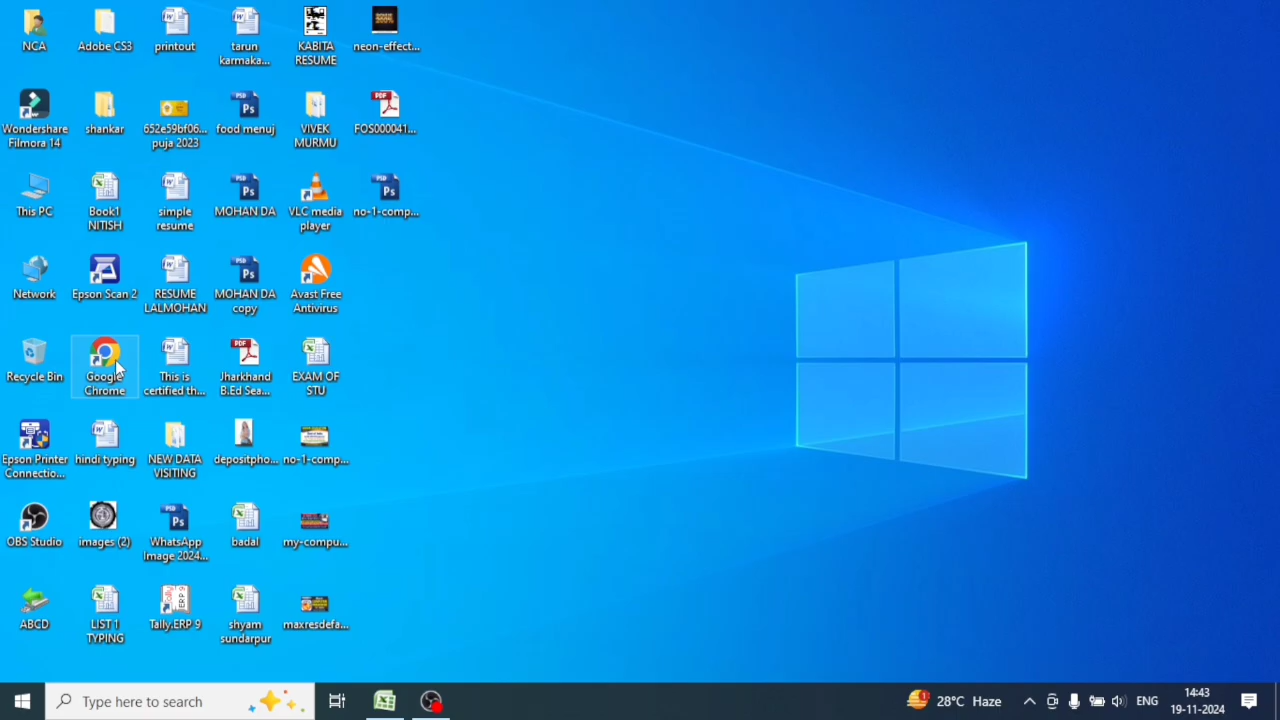 NCA
Adobe CS3
printout
tarun
karmaka...
KABITA
RESUME
neon-effect...
Wondershare
Filmora 14
shankar
652e59bf06...
puja 2023
food menuj
VIVEK
MURMU
FOS000041...
This PC
Book1
NITISH
simple
resume
MOHAN DA
VLC media
player
no-1-comp...
Network
Epson Scan 2
RESUME
LALMOHAN
MOHAN DA
copy
Avast Free
Antivirus
Recycle Bin
Google
Chrome
This is
certified th...
Jharkhand
B.Ed Sea...
EXAM OF
STU
Epson Printer
Connectio...
hindi typing
NEW DATA
VISITING
depositpho...
no-1-comp...
OBS Studio
images (2)
WhatsApp
Image 2024...
badal
my-compu...
ABCD
LIST 1
TYPING
Tally.ERP 9
shyam
sundarpur
maxresdefa...
Type here to search
28°C Haze
ENG
14:43
19-11-2024